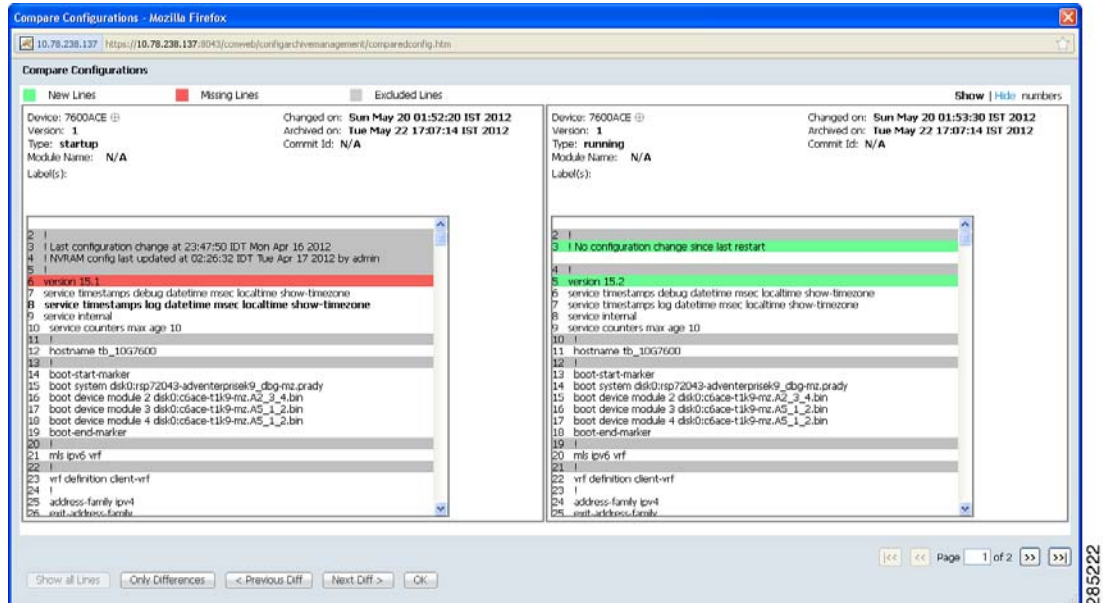 Compare Configurations - Mozilla Firefox
10.78.238.137 https://10.78.238.137:8043/comweb/configarchivemanagement/comparedconfig.htm
Compare Configurations
New Lines Missing Lines Excluded Lines Show | Hide numbers
Device: 7600ACE
Changed on: Sun May 20 01:52:20 IST 2012
Version: 1
Archived on: Tue May 22 17:07:14 IST 2012
Type: startup
Commit Id: N/A
Module Name: N/A
Label(s):
2 !
3 ! Last configuration change at 23:47:50 IDT Mon Apr 16 2012
4 ! NVRAM config last updated at 02:26:32 IDT Tue Apr 17 2012 by admin
5 !
6 version 15.1
7 service timestamps debug datetime msec localtime show-timezone
8 service timestamps log datetime msec localtime show-timezone
9 service internal
10 service counters max age 10
11 !
12 hostname tb_10G7600
13 !
14 boot-start-marker
15 boot system disk0:rsp72043-adventerprisek9_dbg-mz.prady
16 boot device module 2 disk0:c6ace-t1k9-mz.A2_3_4.bin
17 boot device module 3 disk0:c6ace-t1k9-mz.A5_1_2.bin
18 boot device module 4 disk0:c6ace-t1k9-mz.A5_1_2.bin
19 boot-end-marker
20 !
21 mls ipv6 vrf
22 !
23 vrf definition client-vrf
24 !
25 address-family ipv4
26 exit-address-family
Device: 7600ACE
Changed on: Sun May 20 01:53:30 IST 2012
Version: 1
Archived on: Tue May 22 17:07:14 IST 2012
Type: running
Commit Id: N/A
Module Name: N/A
Label(s):
2 !
3 ! No configuration change since last restart
4 !
5 version 15.2
6 service timestamps debug datetime msec localtime show-timezone
7 service timestamps log datetime msec localtime show-timezone
8 service internal
9 service counters max age 10
10 !
11 hostname tb_10G7600
12 !
13 boot-start-marker
14 boot system disk0:rsp72043-adventerprisek9_dbg-mz.prady
15 boot device module 2 disk0:c6ace-t1k9-mz.A2_3_4.bin
16 boot device module 3 disk0:c6ace-t1k9-mz.A5_1_2.bin
17 boot device module 4 disk0:c6ace-t1k9-mz.A5_1_2.bin
18 boot-end-marker
19 !
20 mls ipv6 vrf
21 !
22 vrf definition client-vrf
23 !
24 address-family ipv4
25 exit-address-family
|<< << Page 1 of 2 >> >>|
Show all Lines Only Differences < Previous Diff Next Diff > OK
285222